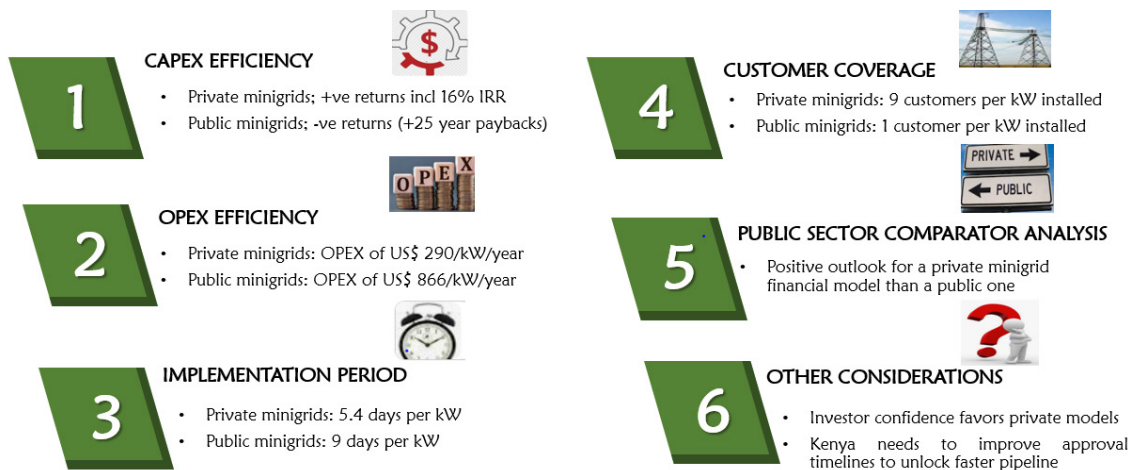 1
CAPEX EFFICIENCY
$
• Private minigrids; +ve returns incl 16% IRR
• Public minigrids; -ve returns (+25 year paybacks)
2
OPEX
OPEX EFFICIENCY
• Private minigrids: OPEX of US$ 290/kW/year
• Public minigrids: OPEX of US$ 866/kW/year
3
IMPLEMENTATION PERIOD
• Private minigrids: 5.4 days per kW
• Public minigrids: 9 days per kW
4
CUSTOMER COVERAGE
• Private minigrids: 9 customers per kW installed
• Public minigrids: 1 customer per kW installed
PRIVATE
PUBLIC
5
PUBLIC SECTOR COMPARATOR ANALYSIS
• Positive outlook for a private minigrid
financial model than a public one
?
6
OTHER CONSIDERATIONS
• Investor confidence favors private models
• Kenya needs to improve approval
timelines to unlock faster pipeline